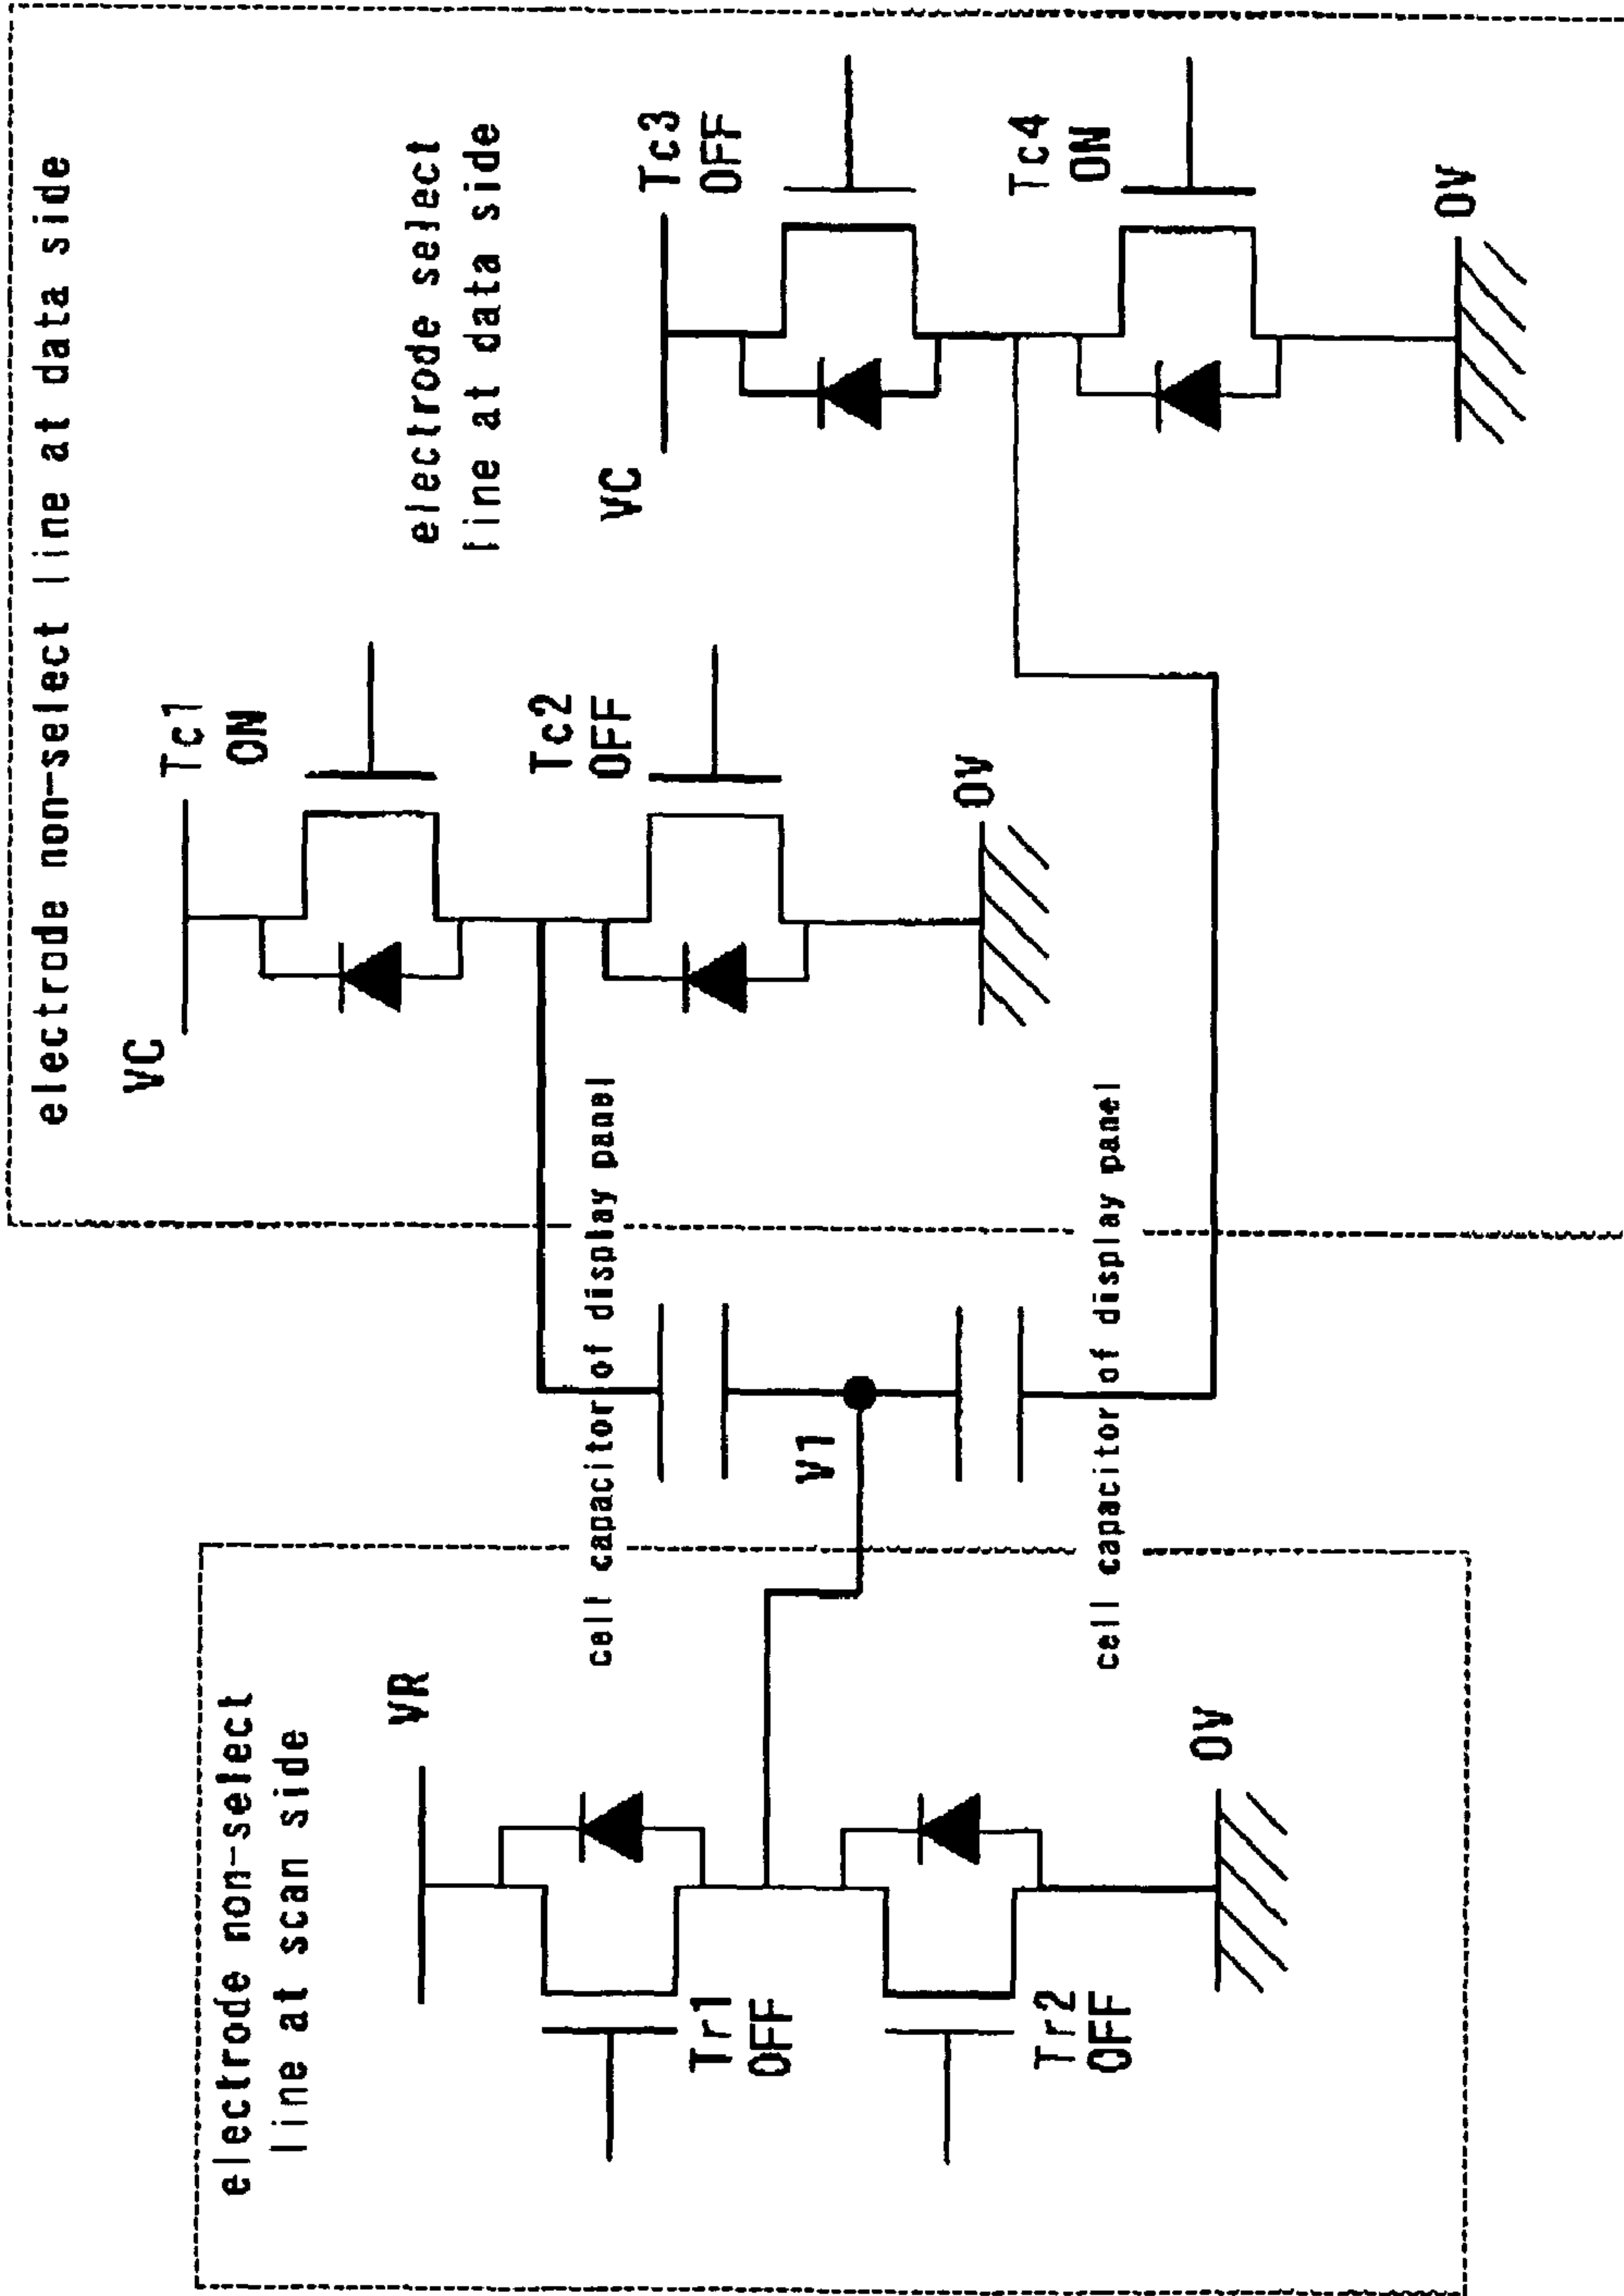 electrode non-select line at data side
VC
Tc1
ON
Tc2
OFF
0V
electrode select
line at data side
VC
Tc3
OFF
Tc4
ON
0V
cell capacitor of display panel
V1
cell capacitor of display panel
electrode non-select
line at scan side
VR
Tr1
OFF
Tr2
OFF
0V